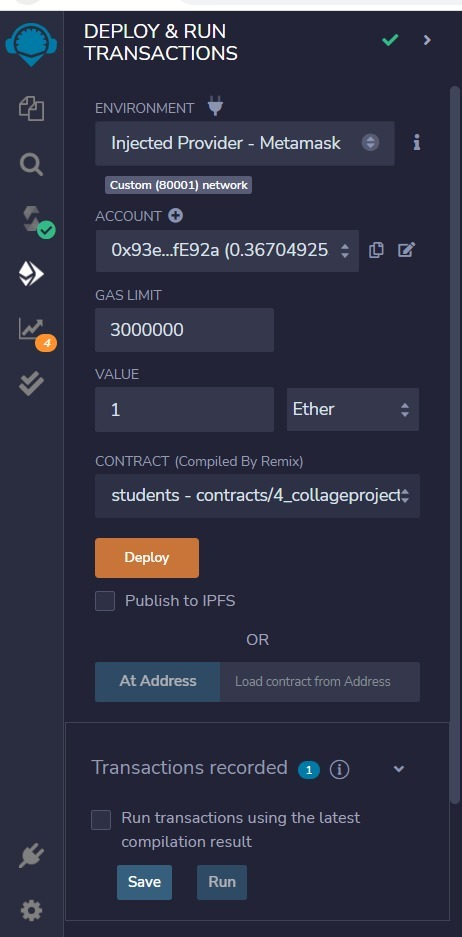 DEPLOY & RUN
TRANSACTIONS
ENVIRONMENT
Injected Provider - Metamask
Custom (80001) network
ACCOUNT
0x93e...fE92a (0.36704925
GAS LIMIT
3000000
VALUE
1
Ether
CONTRACT (Compiled By Remix)
students - contracts/4_collageproject
Deploy
Publish to IPFS
OR
At Address
Load contract from Address
4
Transactions recorded 1 i
Run transactions using the latest
compilation result
Save
Run